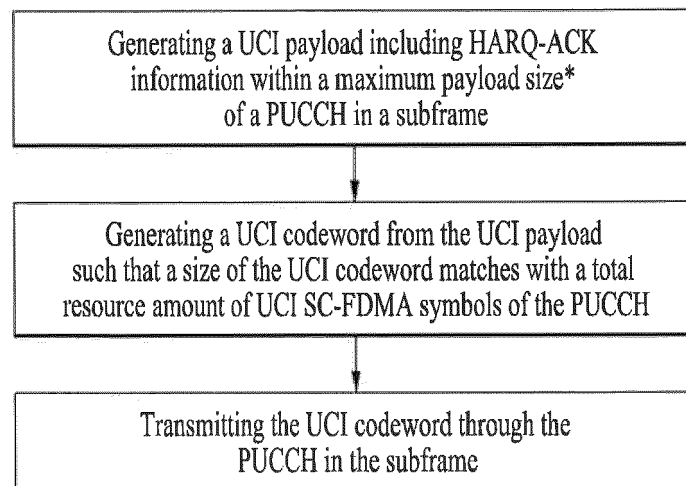 Generating a UCI payload including HARQ-ACK
information within a maximum payload size*
of a PUCCH in a subframe
Generating a UCI codeword from the UCI payload
such that a size of the UCI codeword matches with a total
resource amount of UCI SC-FDMA symbols of the PUCCH
Transmitting the UCI codeword through the
PUCCH in the subframe